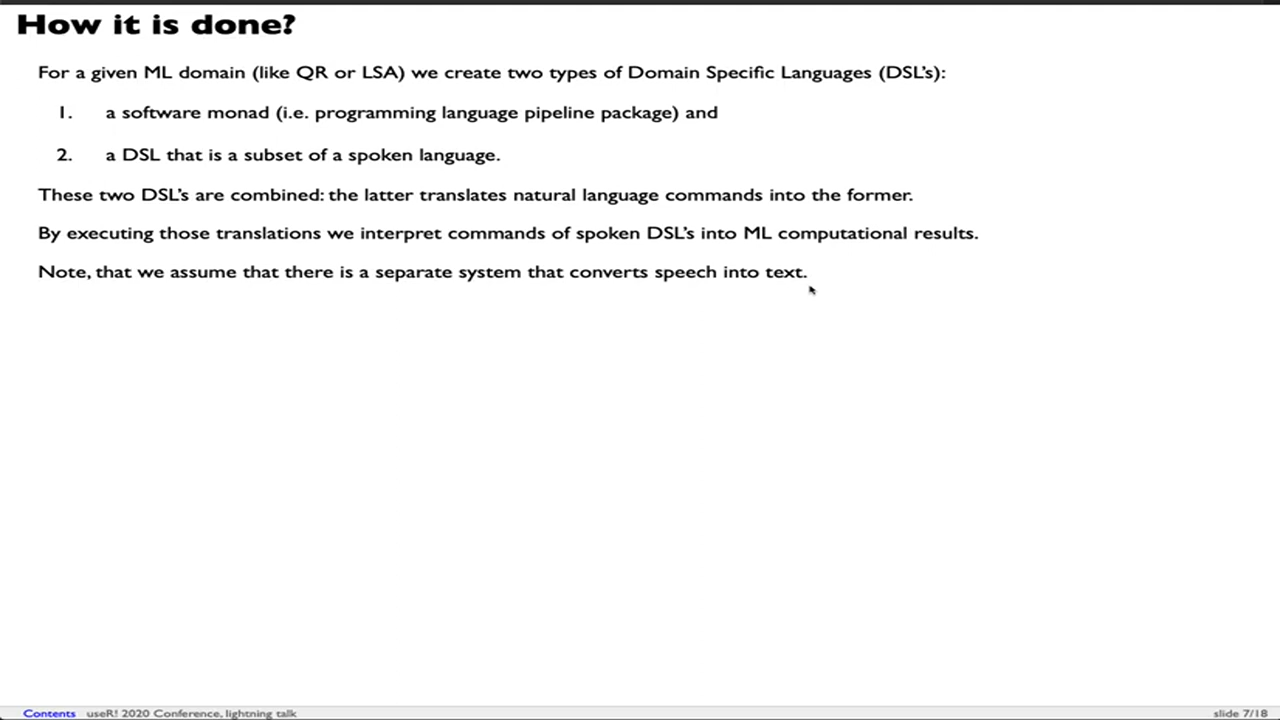 How it is done?
For a given ML domain (like QR or LSA) we create two types of Domain Specific Languages (DSL's):
1. a software monad (i.e. programming language pipeline package) and
2. a DSL that is a subset of a spoken language.
These two DSL's are combined: the latter translates natural language commands into the former.
By executing those translations we interpret commands of spoken DSL's into ML computational results.
Note, that we assume that there is a separate system that converts speech into text.
Contents useR! 2020 Conference, lightning talk slide 7/18